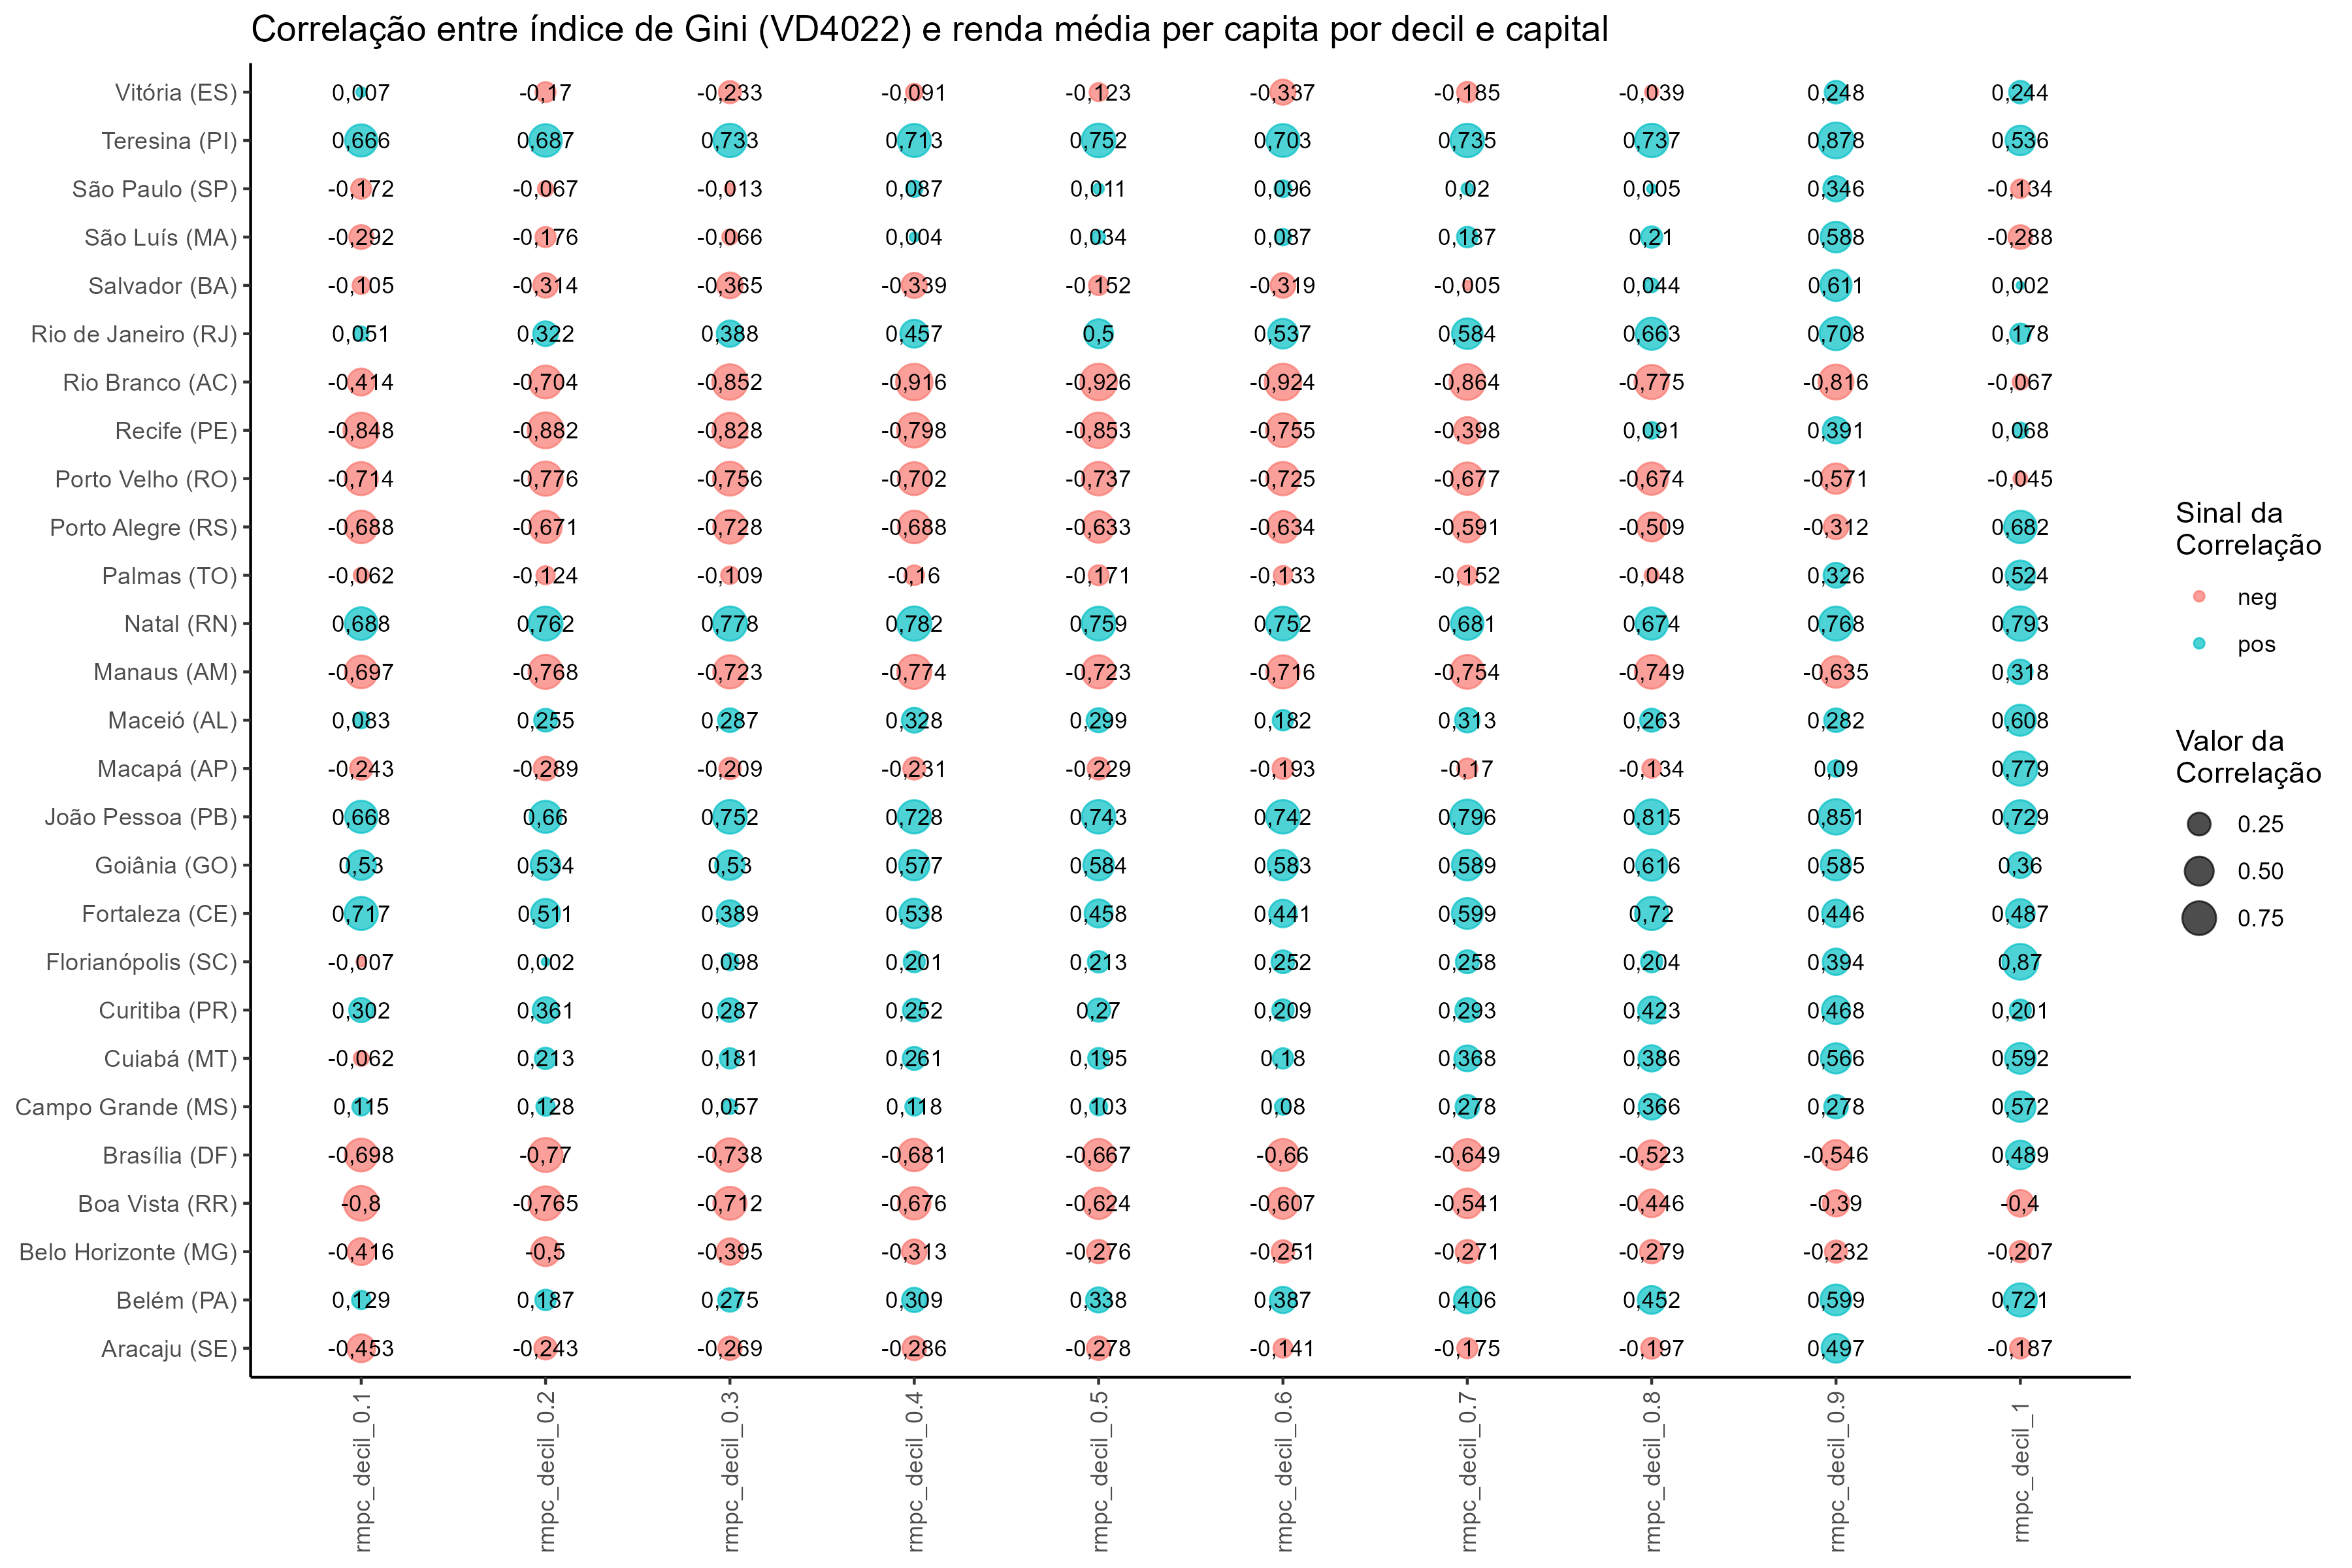 Correlação entre índice de Gini (VD4022) e renda média per capita por decil e capital
Vitória (ES) 0,007 -0,17 -0,233 -0,091 -0,123 -0,337 -0,185 -0,039 0,248 0,244
Teresina (PI) 0,666 0,687 0,733 0,713 0,752 0,703 0,735 0,737 0,878 0,536
São Paulo (SP) -0,172 -0,067 -0,013 0,087 0,011 0,096 0,02 0,005 0,346 -0,134
São Luís (MA) -0,292 -0,176 -0,066 0,004 0,034 0,087 0,187 0,21 0,588 -0,288
Salvador (BA) -0,105 -0,314 -0,365 -0,339 -0,152 -0,319 -0,005 0,044 0,611 0,002
Rio de Janeiro (RJ) 0,051 0,322 0,388 0,457 0,5 0,537 0,584 0,663 0,708 0,178
Rio Branco (AC) -0,414 -0,704 -0,852 -0,916 -0,926 -0,924 -0,864 -0,775 -0,816 -0,067
Recife (PE) -0,848 -0,882 -0,828 -0,798 -0,853 -0,755 -0,398 0,091 0,391 0,068
Porto Velho (RO) -0,714 -0,776 -0,756 -0,702 -0,737 -0,725 -0,677 -0,674 -0,571 -0,045
Porto Alegre (RS) -0,688 -0,671 -0,728 -0,688 -0,633 -0,634 -0,591 -0,509 -0,312 0,682
Palmas (TO) -0,062 -0,124 -0,109 -0,16 -0,171 -0,133 -0,152 -0,048 0,326 0,524
Natal (RN) 0,688 0,762 0,778 0,782 0,759 0,752 0,681 0,674 0,768 0,793
Manaus (AM) -0,697 -0,768 -0,723 -0,774 -0,723 -0,716 -0,754 -0,749 -0,635 0,318
Maceió (AL) 0,083 0,255 0,287 0,328 0,299 0,182 0,313 0,263 0,282 0,608
Macapá (AP) -0,243 -0,289 -0,209 -0,231 -0,229 -0,193 -0,17 -0,134 0,09 0,779
João Pessoa (PB) 0,668 0,66 0,752 0,728 0,743 0,742 0,796 0,815 0,851 0,729
Goiânia (GO) 0,53 0,534 0,53 0,577 0,584 0,583 0,589 0,616 0,585 0,36
Fortaleza (CE) 0,717 0,511 0,389 0,538 0,458 0,441 0,599 0,72 0,446 0,487
Florianópolis (SC) -0,007 0,002 0,098 0,201 0,213 0,252 0,258 0,204 0,394 0,87
Curitiba (PR) 0,302 0,361 0,287 0,252 0,27 0,209 0,293 0,423 0,468 0,201
Cuiabá (MT) -0,062 0,213 0,181 0,261 0,195 0,18 0,368 0,386 0,566 0,592
Campo Grande (MS) 0,115 0,128 0,057 0,118 0,103 0,08 0,278 0,366 0,278 0,572
Brasília (DF) -0,698 -0,77 -0,738 -0,681 -0,667 -0,66 -0,649 -0,523 -0,546 0,489
Boa Vista (RR) -0,8 -0,765 -0,712 -0,676 -0,624 -0,607 -0,541 -0,446 -0,39 -0,4
Belo Horizonte (MG) -0,416 -0,5 -0,395 -0,313 -0,276 -0,251 -0,271 -0,279 -0,232 -0,207
Belém (PA) 0,129 0,187 0,275 0,309 0,338 0,387 0,406 0,452 0,599 0,721
Aracaju (SE) -0,453 -0,243 -0,269 -0,286 -0,278 -0,141 -0,175 -0,197 0,497 -0,187
rmpc_decil_0.1
rmpc_decil_0.2
rmpc_decil_0.3
rmpc_decil_0.4
rmpc_decil_0.5
rmpc_decil_0.6
rmpc_decil_0.7
rmpc_decil_0.8
rmpc_decil_0.9
rmpc_decil_1
Sinal da
Correlação
neg
pos
Valor da
Correlação
0.25
0.50
0.75